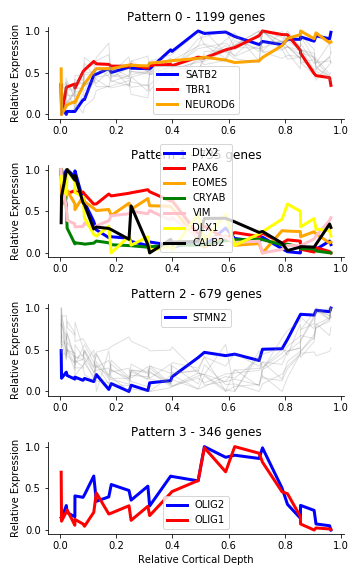 Pattern 0 - 1199 genes
Relative Expression
1.0
0.5
0.0
SATB2
TBR1
NEUROD6
0.0 0.2 0.4 0.6 0.8 1.0
genes
Relative Expression
1.0
0.5
0.0
DLX2
PAX6
EOMES
CRYAB
VIM
DLX1
CALB2
0.0 0.2 0.4 0.6 0.8 1.0
Pattern 2 - 679 genes
Relative Expression
1.0
0.5
0.0
STMN2
0.0 0.2 0.4 0.6 0.8 1.0
Pattern 3 - 346 genes
Relative Expression
1.0
0.5
0.0
OLIG2
OLIG1
0.0 0.2 0.4 0.6 0.8 1.0
Relative Cortical Depth